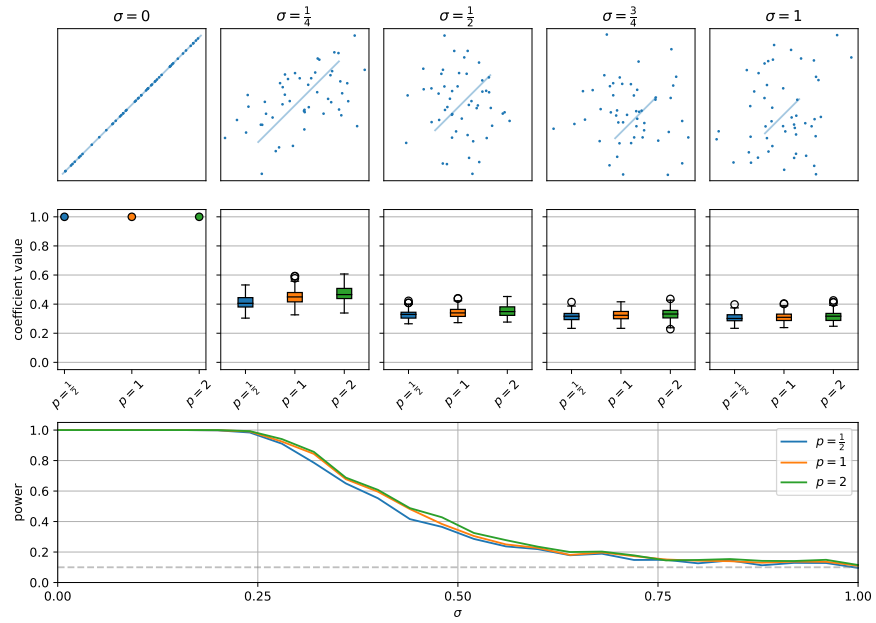 σ = 0
σ = 1/4
σ = 1/2
σ = 3/4
σ = 1
coefficient value
1.0
0.8
0.6
0.4
0.2
0.0
p = 1/2
p = 1
p = 2
p = 1/2
p = 1
p = 2
p = 1/2
p = 1
p = 2
p = 1/2
p = 1
p = 2
p = 1/2
p = 1
p = 2
power
1.0
0.8
0.6
0.4
0.2
0.0
p = 1/2
p = 1
p = 2
0.00
0.25
0.50
0.75
1.00
σ